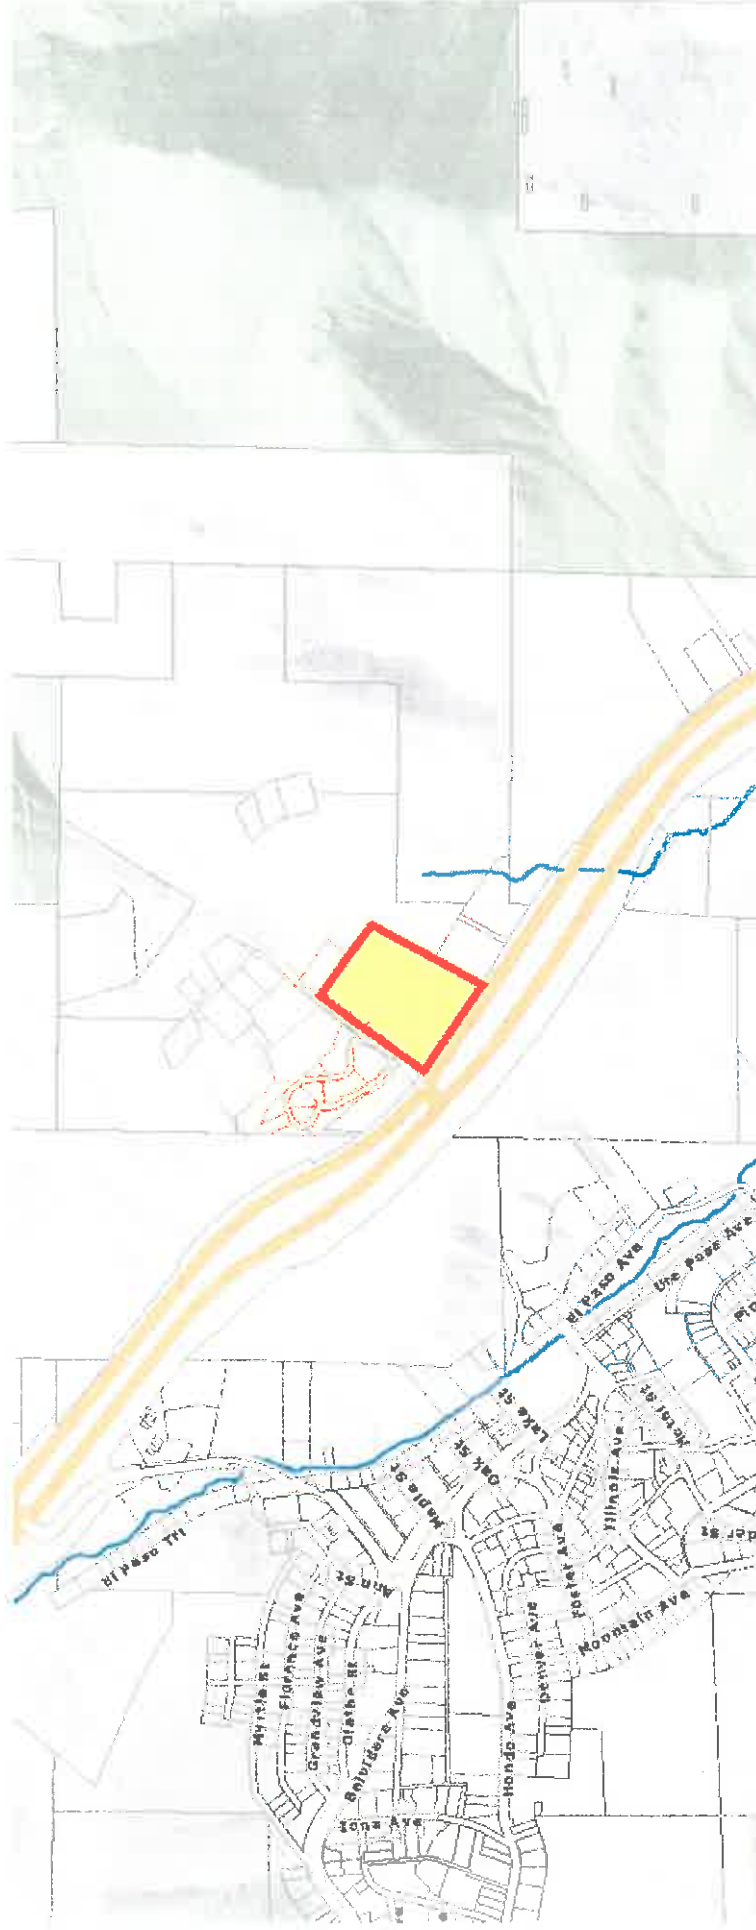 El Paso Ave
Ute Pass Ave
Lake St
Oak St
Maple St
Illinois Ave
El Paso Trl
Ann St
Foster Ave
Mountain Ave
Denver Ave
Florence Ave
Myrtle St
Grandview Ave
Olathe St
Belvidere Ave
Hondo Ave
Iona Ave